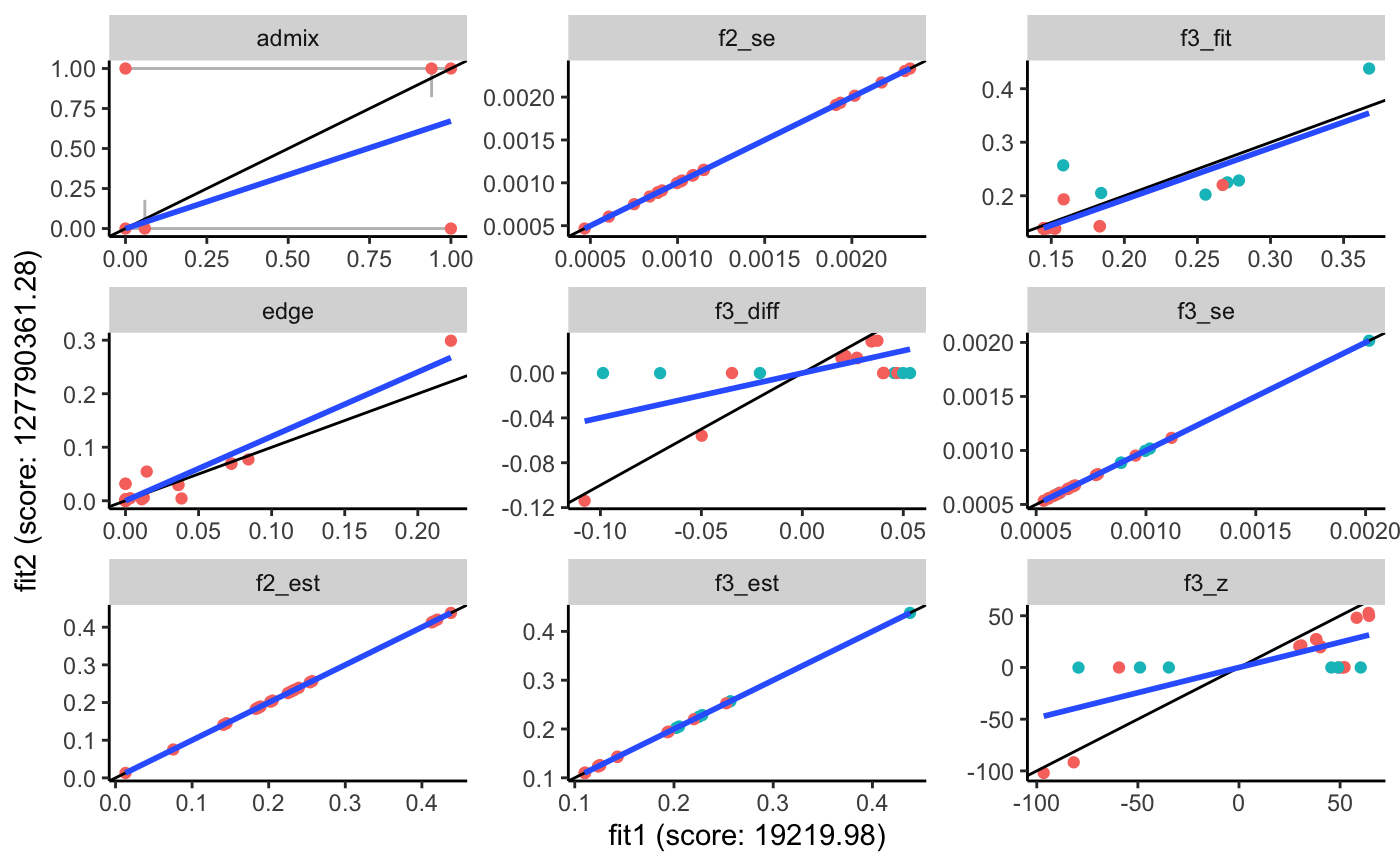 admix
1.00
0.75
0.50
0.25
0.00
0.00 0.25 0.50 0.75 1.00
f2_se
0.0020
0.0015
0.0010
0.0005
0.0005 0.0010 0.0015 0.0020
f3_fit
0.4
0.3
0.2
0.15 0.20 0.25 0.30 0.35
edge
0.3
0.2
0.1
0.0
0.00 0.05 0.10 0.15 0.20
f3_diff
0.00
-0.04
-0.08
-0.12
-0.10 -0.05 0.00 0.05
f3_se
0.0020
0.0015
0.0010
0.0005
0.0005 0.0010 0.0015 0.0020
f2_est
0.4
0.3
0.2
0.1
0.0
0.0 0.1 0.2 0.3 0.4
f3_est
0.4
0.3
0.2
0.1
0.1 0.2 0.3 0.4
f3_z
50
0
-50
-100
-100 -50 0 50
fit2 (score: 127790361.28)
fit1 (score: 19219.98)